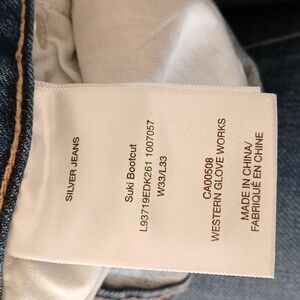 SILVER JEANS
Suki Bootcut
L93719EDK261 1007057
W33/L33
CA00508
WESTERN GLOVE WORKS
MADE IN CHINA/
FABRIQUÉ EN CHINE